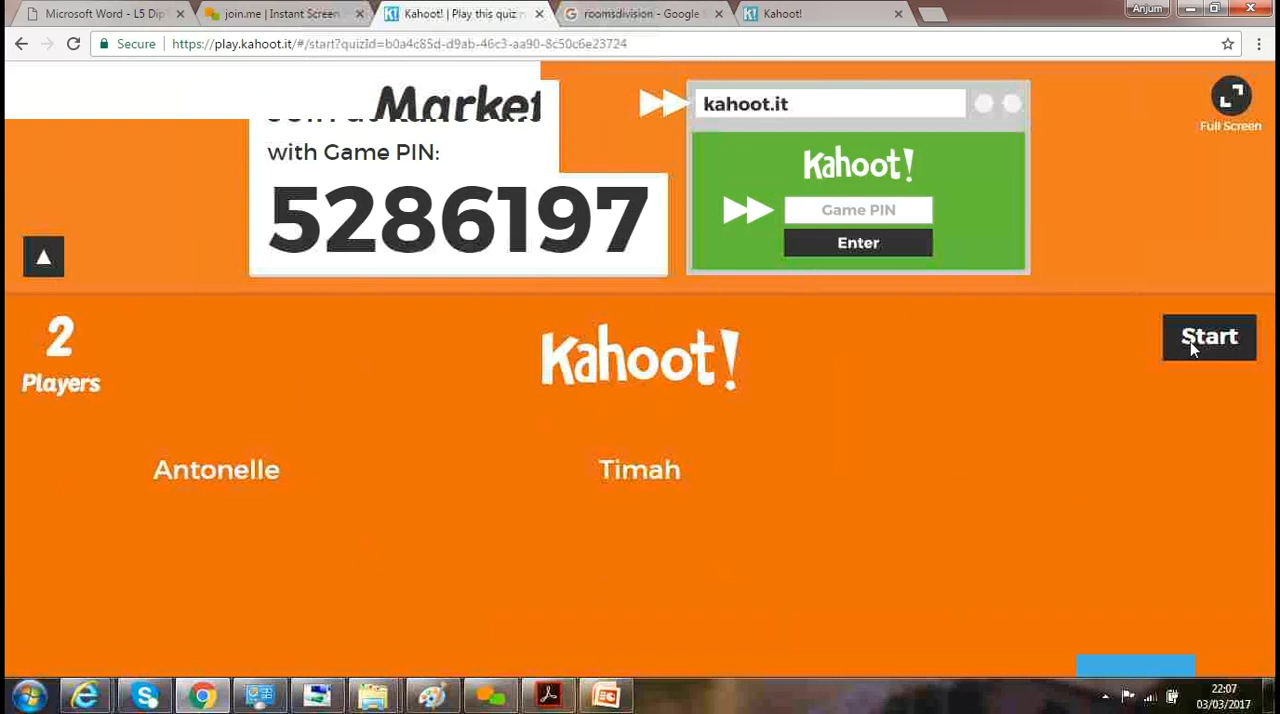 Microsoft Word - L5 Dip
join.me | Instant Screen
Kahoot! | Play this quiz
roomsdivision - Google
Kahoot!
Anjum
Secure
https://play.kahoot.it/#/start?quizId=b0a4c85d-d9ab-46c3-aa90-8c50c6e23724
Market
with Game PIN:
5286197
kahoot.it
Kahoot!
Game PIN
Enter
Full Screen
2
Players
Kahoot!
Start
Antonelle
Timah
22:07
03/03/2017